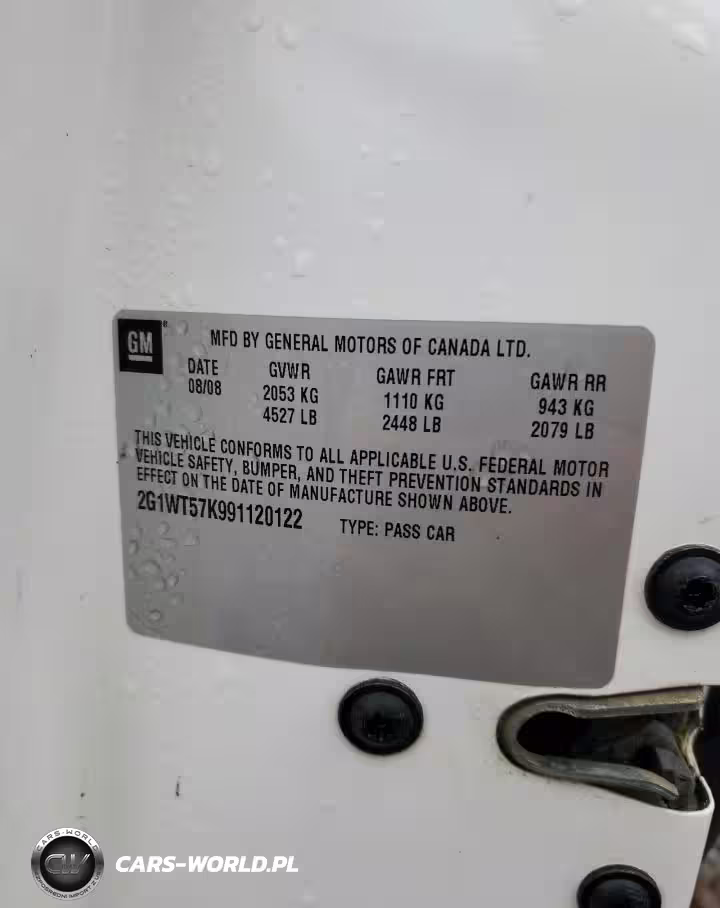 GM
MFD BY GENERAL MOTORS OF CANADA LTD.
DATE GVWR GAWR FRT GAWR RR
08/08 2053 KG 1110 KG 943 KG
4527 LB 2448 LB 2079 LB
THIS VEHICLE CONFORMS TO ALL APPLICABLE U.S. FEDERAL MOTOR
VEHICLE SAFETY, BUMPER, AND THEFT PREVENTION STANDARDS IN
EFFECT ON THE DATE OF MANUFACTURE SHOWN ABOVE.
2G1WT57K991120122 TYPE: PASS CAR
CARS-WORLD
CW
CARS-WORLD.PL